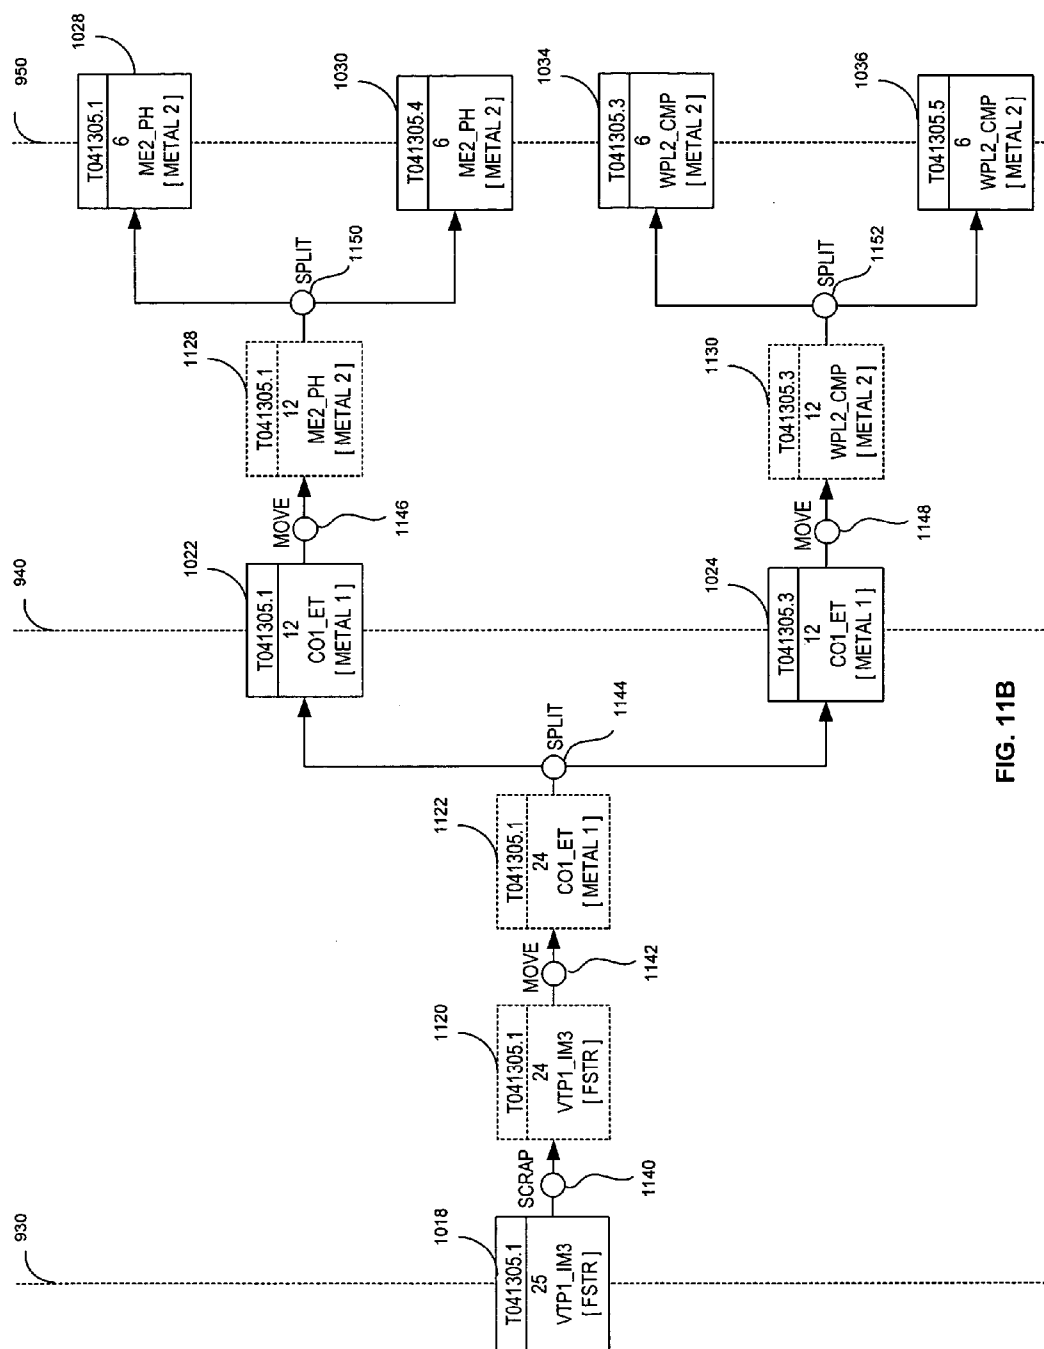 930
940
950
1018
T041305.1
25
VTP1_IM3
[ FSTR ]
SCRAP
1140
1120
T041305.1
24
VTP1_IM3
[ FSTR ]
MOVE
1142
1122
T041305.1
24
CO1_ET
[ METAL 1 ]
SPLIT
1144
1022
T041305.1
12
CO1_ET
[ METAL 1 ]
MOVE
1146
1128
T041305.1
12
ME2_PH
[ METAL 2 ]
SPLIT
1150
1028
T041305.1
6
ME2_PH
[ METAL 2 ]
1030
T041305.4
6
ME2_PH
[ METAL 2 ]
1024
T041305.3
12
CO1_ET
[ METAL 1 ]
MOVE
1148
1130
T041305.3
12
WPL2_CMP
[ METAL 2 ]
SPLIT
1152
1034
T041305.3
6
WPL2_CMP
[ METAL 2 ]
1036
T041305.5
6
WPL2_CMP
[ METAL 2 ]
FIG. 11B